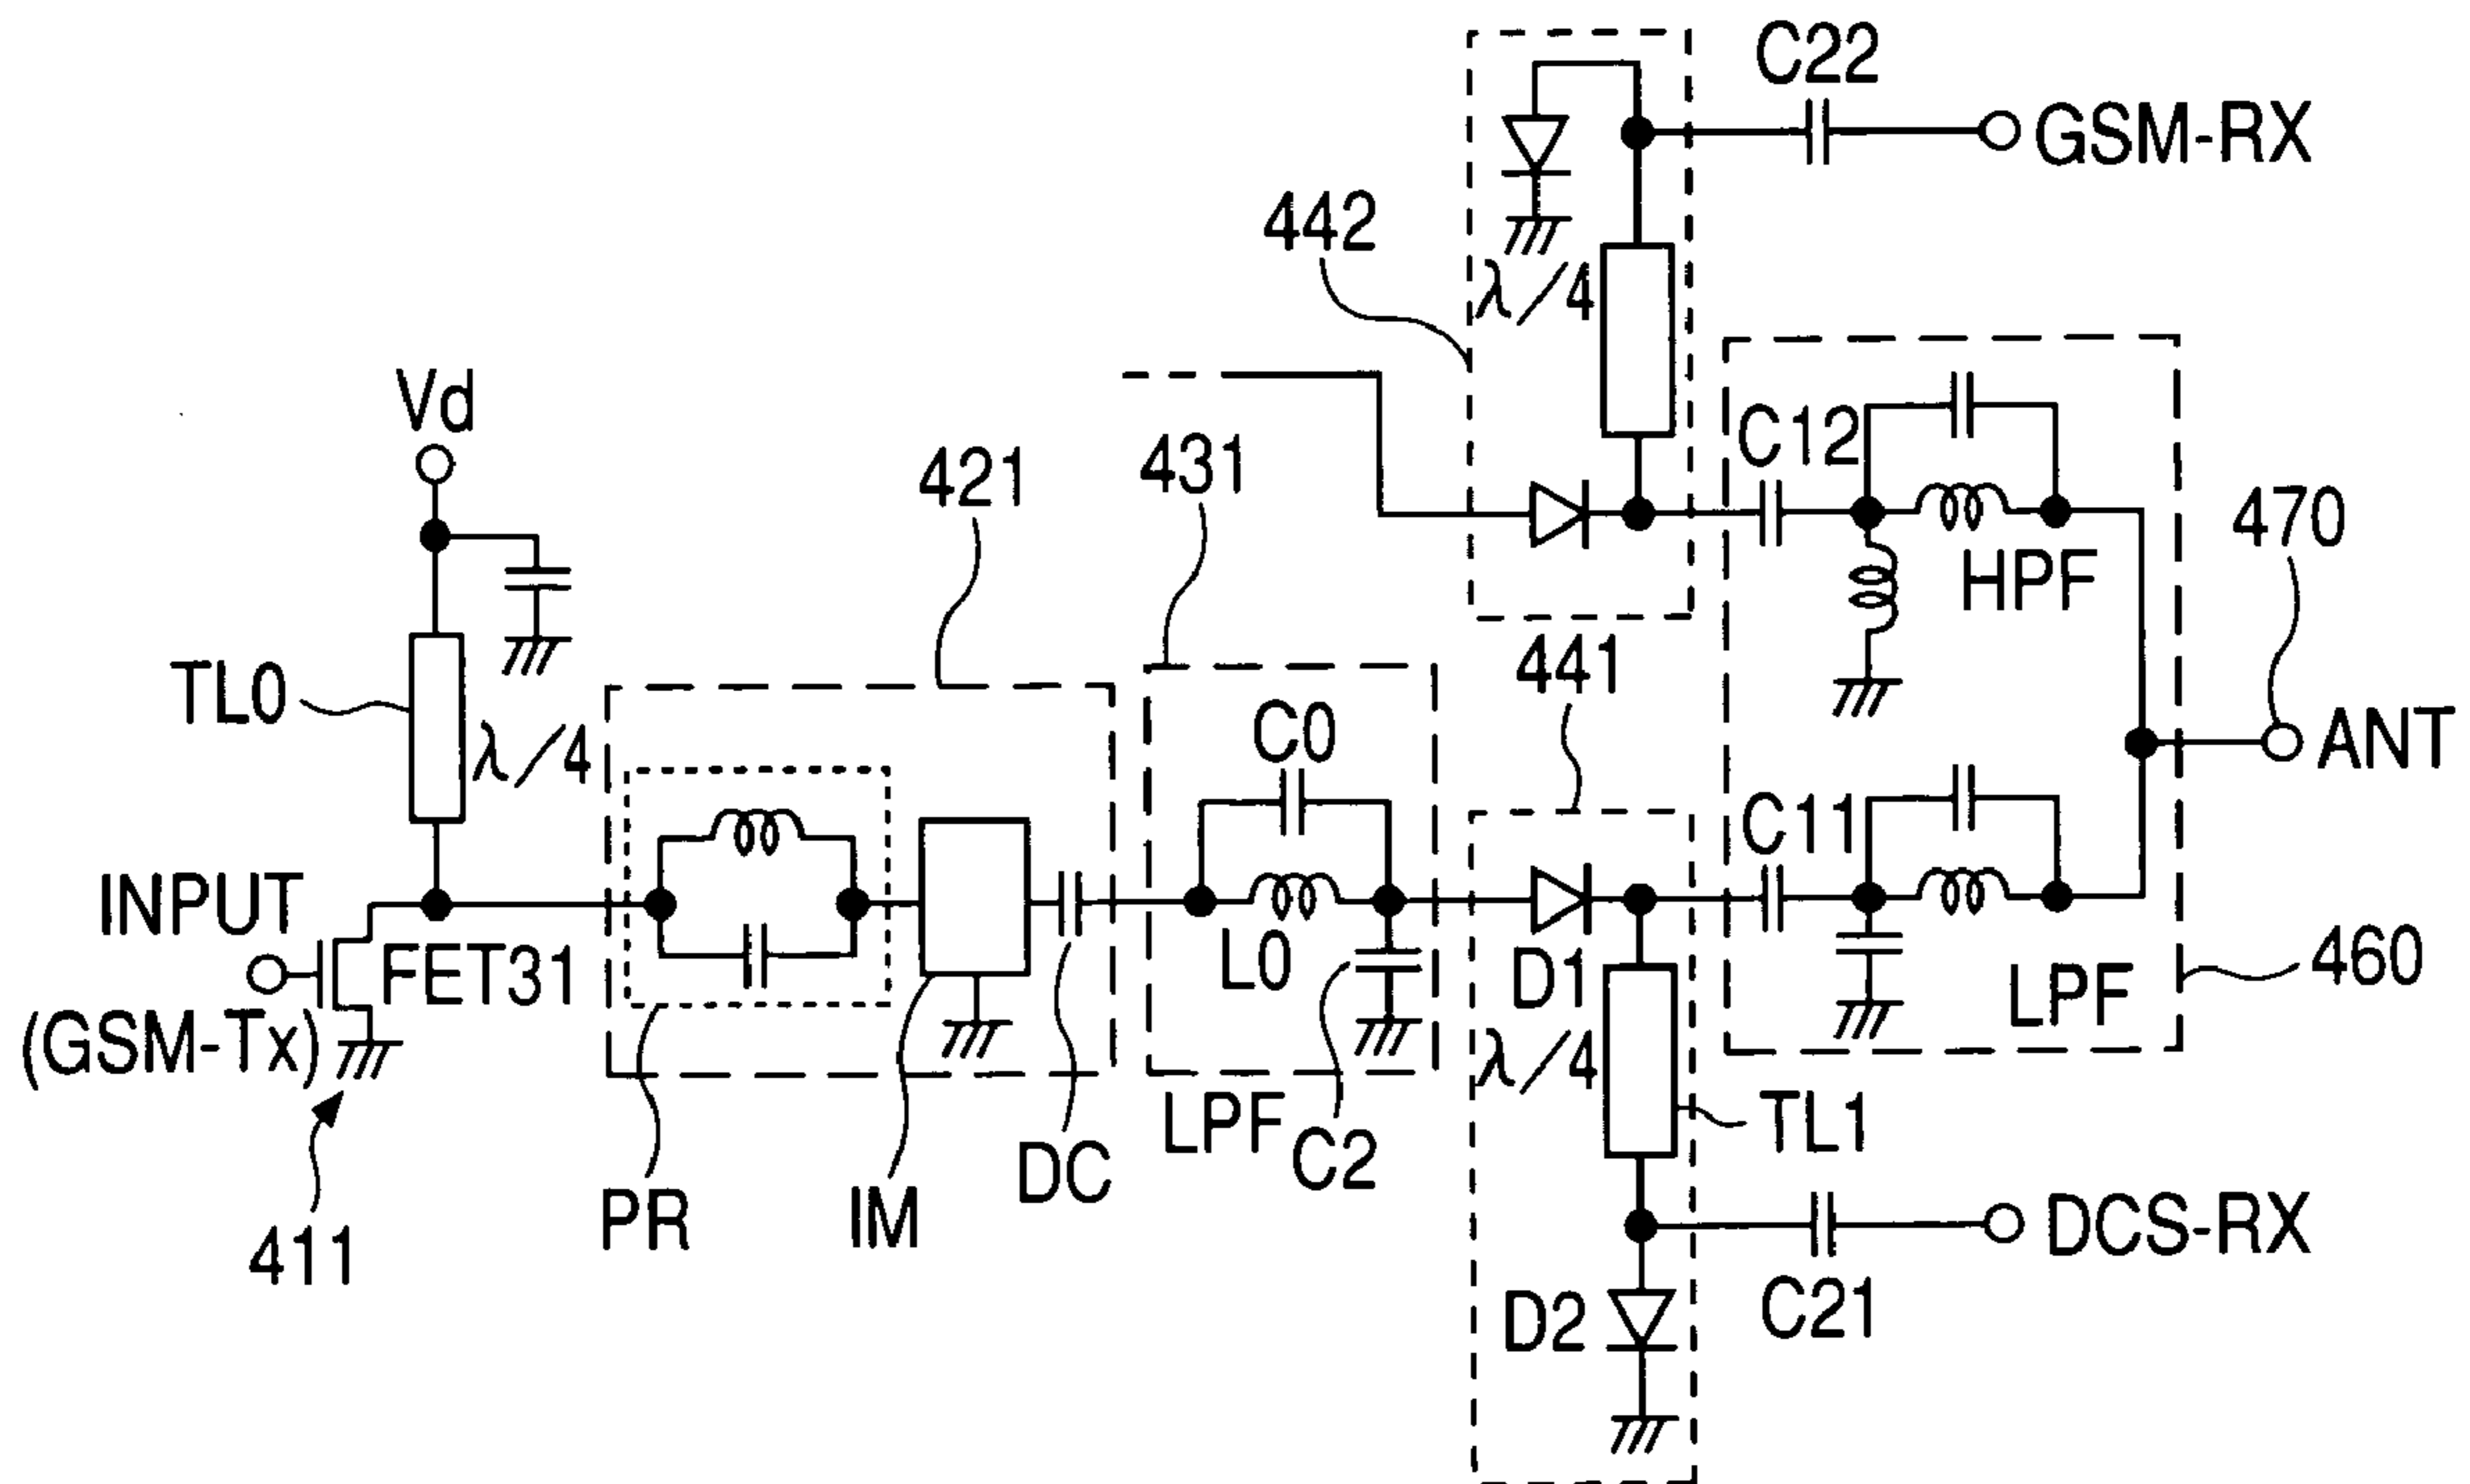 C22
GSM-RX
442
λ/4
Vd
421
431
C12
HPF
470
441
TL0
λ/4
C0
C11
ANT
INPUT
FET31
(GSM-Tx)
L0
D1
LPF
460
λ/4
TL1
LPF
C2
DC
PR
IM
411
DCS-RX
D2
C21